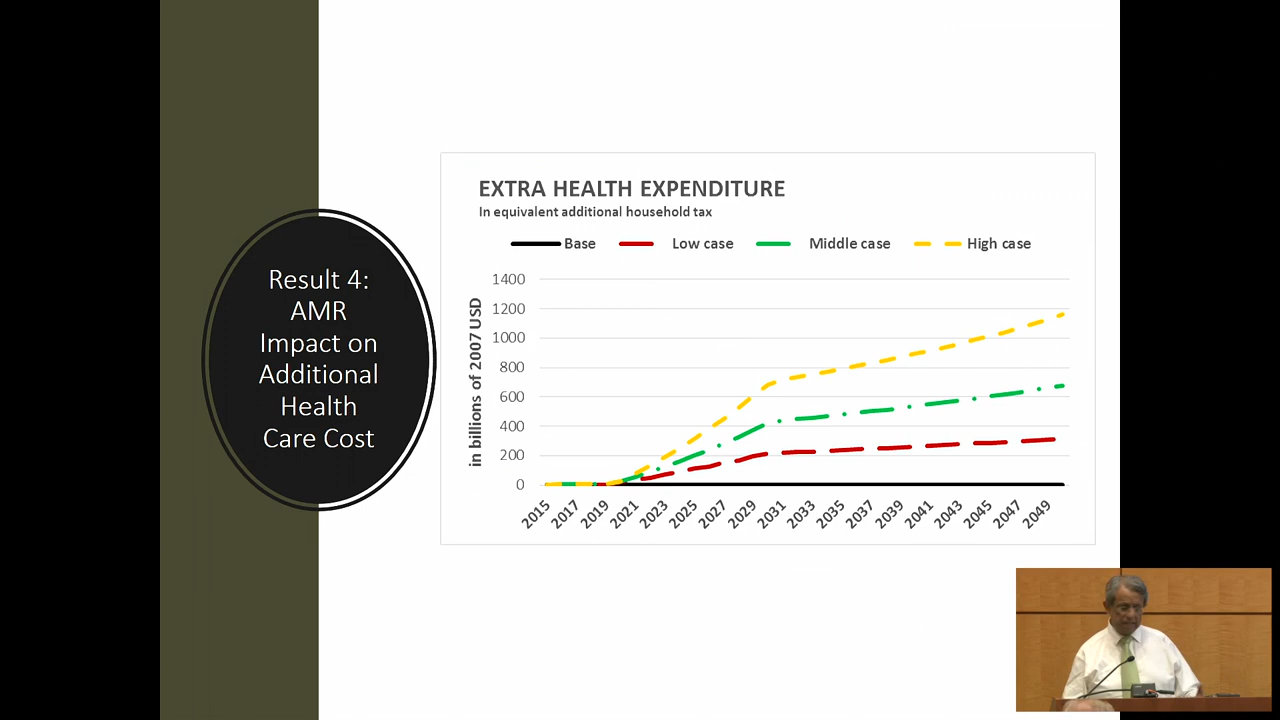 Result 4:
AMR
Impact on
Additional
Health
Care Cost
EXTRA HEALTH EXPENDITURE
In equivalent additional household tax
Base Low case Middle case High case
in billions of 2007 USD
1400
1200
1000
800
600
400
200
0
2015 2017 2019 2021 2023 2025 2027 2029 2031 2033 2035 2037 2039 2041 2043 2045 2047 2049